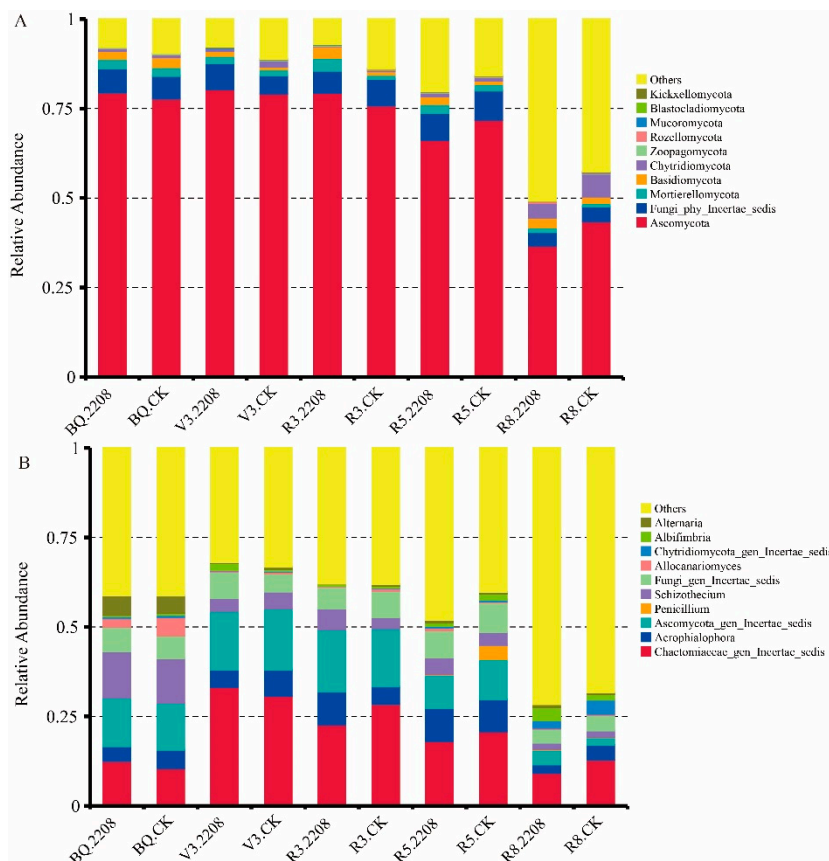 A
1
0.75
0.5
0.25
0
Relative Abundance
BQ.2208
BQ.CK
V3.2208
V3.CK
R3.2208
R3.CK
R5.2208
R5.CK
R8.2208
R8.CK
Others
Kickxellomycota
Blastocladiomycota
Mucoromycota
Rozellomycota
Zoopagomycota
Chytridiomycota
Basidiomycota
Mortierellomycota
Fungi_phy_Incertae_sedis
Ascomycota
B
1
0.75
0.5
0.25
0
Relative Abundance
BQ.2208
BQ.CK
V3.2208
V3.CK
R3.2208
R3.CK
R5.2208
R5.CK
R8.2208
R8.CK
Others
Alternaria
Albifimbria
Chytridiomycota_gen_Incertae_sedis
Allocanariomyces
Fungi_gen_Incertae_sedis
Schizothecium
Penicillium
Ascomycota_gen_Incertae_sedis
Acrophialophora
Chaetomiaceae_gen_Incertae_sedis